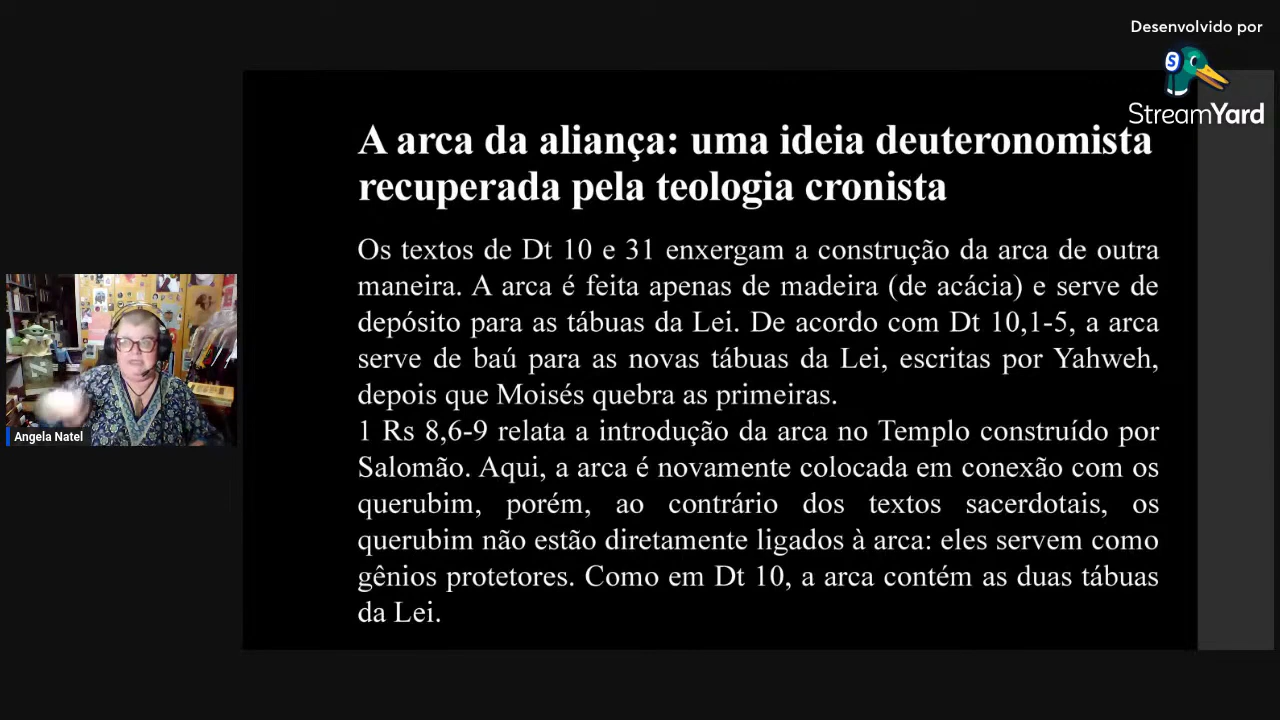 Desenvolvido por
StreamYard
A arca da aliança: uma ideia deuteronomista
recuperada pela teologia cronista
Os textos de Dt 10 e 31 enxergam a construção da arca de outra
maneira. A arca é feita apenas de madeira (de acácia) e serve de
depósito para as tábuas da Lei. De acordo com Dt 10,1-5, a arca
serve de baú para as novas tábuas da Lei, escritas por Yahweh,
depois que Moisés quebra as primeiras.
1 Rs 8,6-9 relata a introdução da arca no Templo construído por
Salomão. Aqui, a arca é novamente colocada em conexão com os
querubim, porém, ao contrário dos textos sacerdotais, os
querubim não estão diretamente ligados à arca: eles servem como
gênios protetores. Como em Dt 10, a arca contém as duas tábuas
da Lei.
Angela Natel